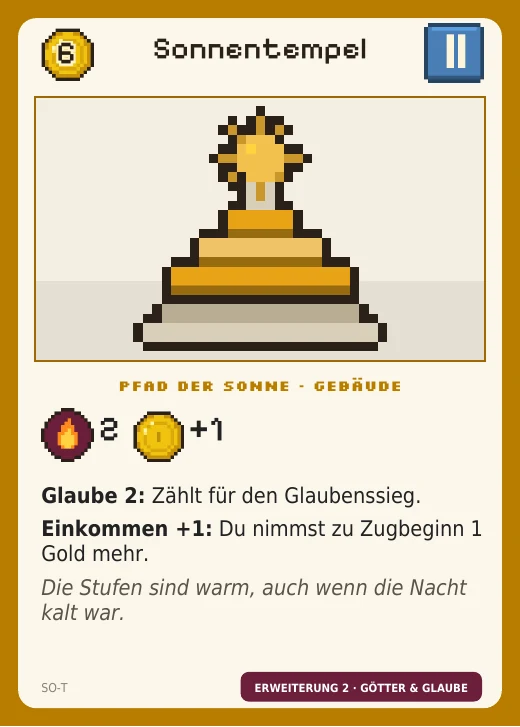 6
Sonnentempel
II
PFAD DER SONNE · GEBÄUDE
2
+1
Glaube 2: Zählt für den Glaubenssieg.
Einkommen +1: Du nimmst zu Zugbeginn 1
Gold mehr.
Die Stufen sind warm, auch wenn die Nacht
kalt war.
SO-T
ERWEITERUNG 2 · GÖTTER & GLAUBE